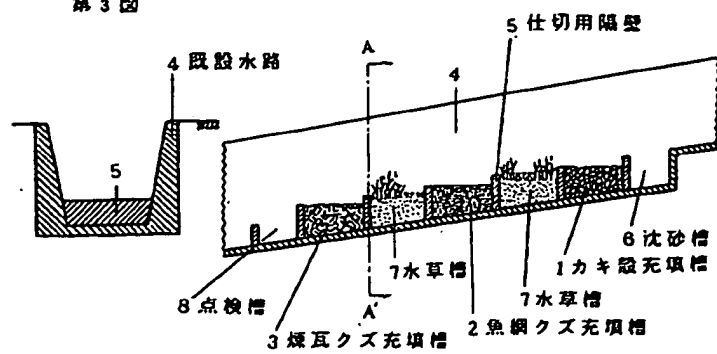 第3図
4 既設水路
5
A
5 仕切用隔壁
4
6 沈砂槽
1カキ殻充填槽
7水草槽
7水草槽
2 魚網クズ充填槽
8 点検槽
A'
3 煉瓦クズ充填槽